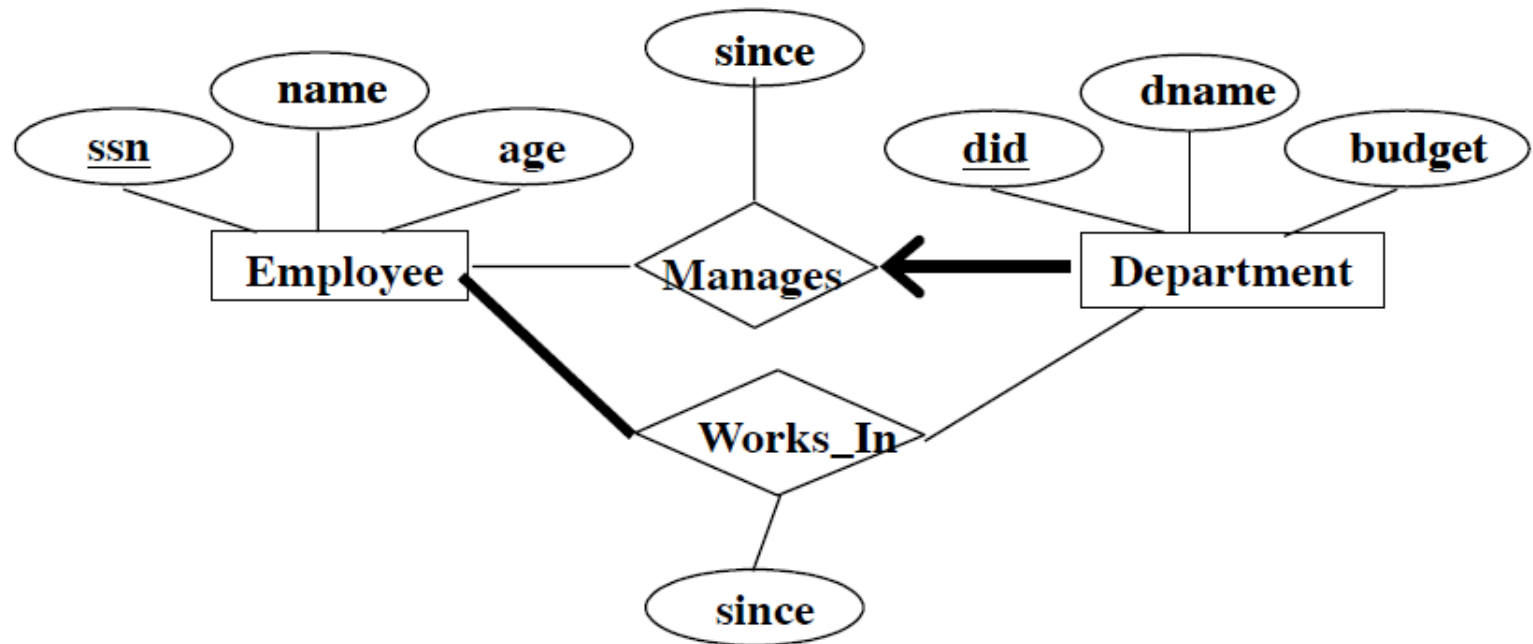 since
name
dname
ssn
age
did
budget
Employee
Manages
Department
Works_In
since